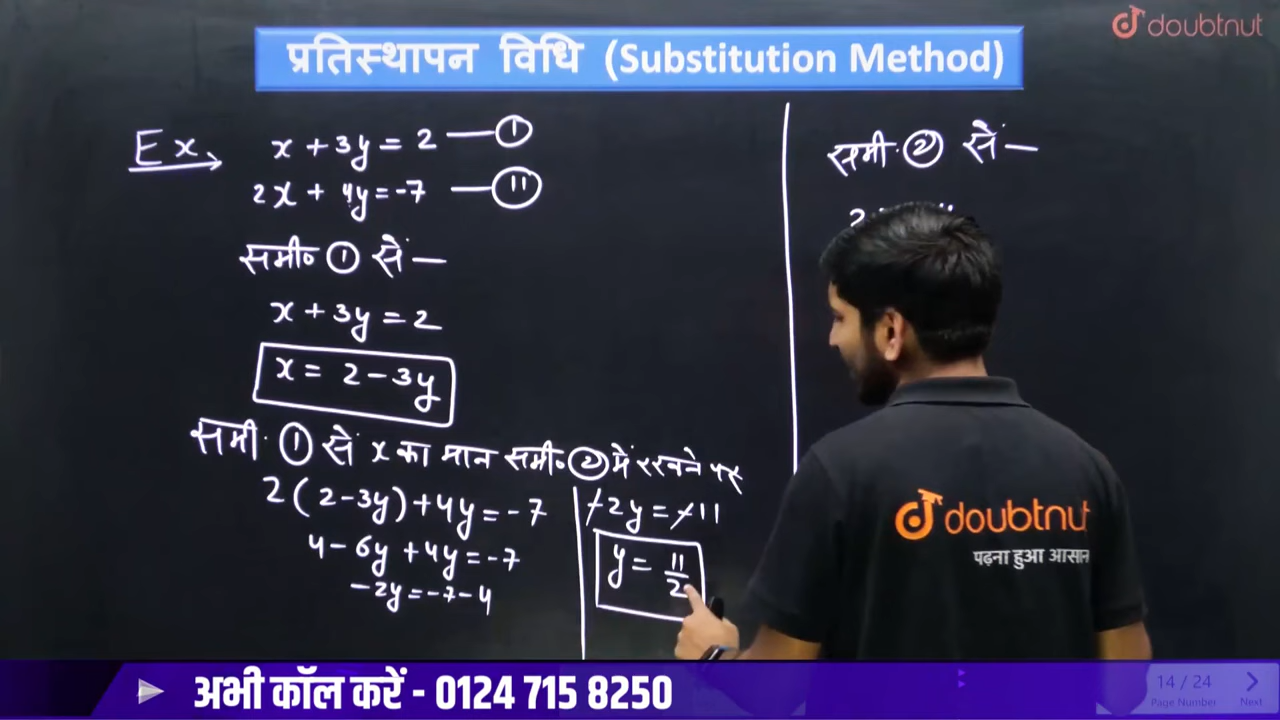 doubtnut
प्रतिस्थापन विधि (Substitution Method)
Ex.
x + 3y = 2 — ①
2x + 4y = -7 — ⑪
समी० ① से —
x + 3y = 2
x = 2 - 3y
समी. ① से x का मान समी. ② में रखने पर
2(2-3y)+4y = -7
4 - 6y + 4y = -7
-2y = -7-4
-2y = -11
y = 11/2
समी. ② से —
doubtnut
पढ़ना हुआ आसान
अभी कॉल करें - 0124 715 8250
14 / 24
Page Number
Next